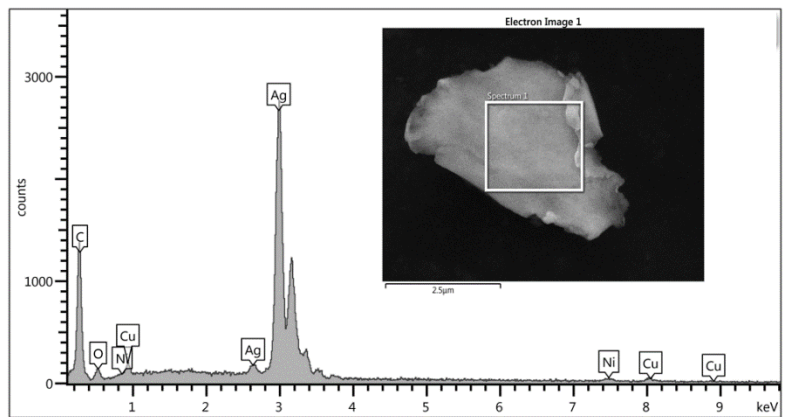 Electron Image 1
Spectrum 1
2.5µm
3000
1000
0
counts
C
O
Ni
Cu
Ag
Ag
Ni
Cu
Cu
1 2 3 4 5 6 7 8 9 keV